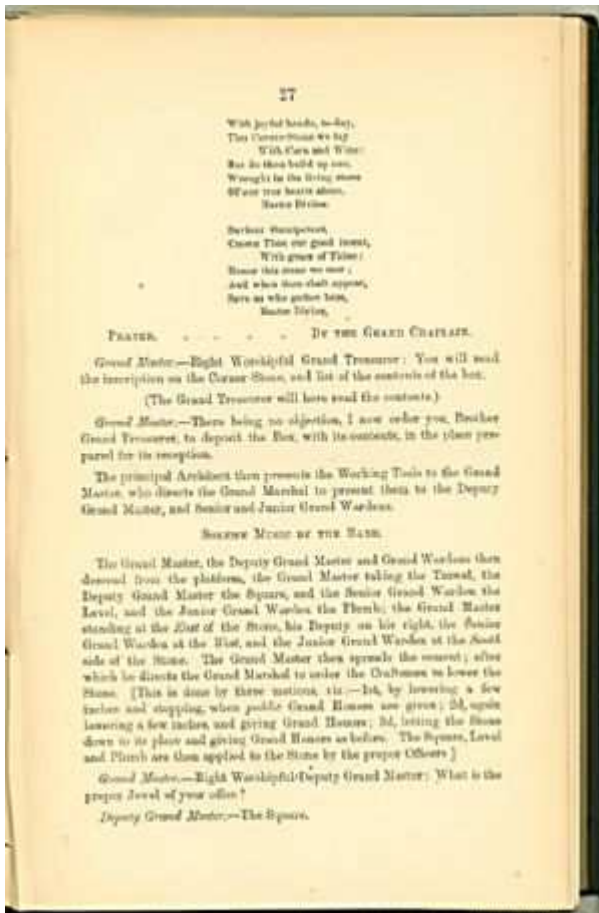 27
With joyful hands, to-day,
This Corner-Stone we lay
With Corn and Wine:
But do thou build up one,
Wrought in the living stone
Of our true hearts alone,
Master Divine.
Builder Omnipotent,
Crown Thou our good intent,
With grace of Thine:
Honor this stone we rear;
And when thou shalt appear,
Save us who gather here,
Master Divine.
PRAYER. . . . . . BY THE GRAND CHAPLAIN.
Grand Master.—Right Worshipful Grand Treasurer: You will read
the inscription on the Corner-Stone, and list of the contents of the box.
(The Grand Treasurer will here read the contents.)
Grand Master.—There being no objection, I now order you, Brother
Grand Treasurer, to deposit the Box, with its contents, in the place pre-
pared for its reception.
The principal Architect then presents the Working Tools to the Grand
Master, who directs the Grand Marshal to present them to the Deputy
Grand Master, and Senior and Junior Grand Wardens.
SOLEMN MUSIC BY THE BAND.
The Grand Master, the Deputy Grand Master and Grand Wardens then
descend from the platform, the Grand Master taking the Trowel, the
Deputy Grand Master the Square, and the Senior Grand Warden the
Level, and the Junior Grand Warden the Plumb; the Grand Master
standing at the East of the Stone, his Deputy on his right, the Senior
Grand Warden at the West, and the Junior Grand Warden at the South
side of the Stone. The Grand Master then spreads the cement; after
which he directs the Grand Marshal to order the Craftsmen to lower the
Stone. [This is done by three motions, viz:—1st, by lowering a few
inches and stopping, when public Grand Honors are given; 2d, again
lowering a few inches, and giving Grand Honors; 3d, letting the Stone
down to its place and giving Grand Honors as before. The Square, Level
and Plumb are then applied to the Stone by the proper Officers]
Grand Master.—Right Worshipful Deputy Grand Master: What is the
proper Jewel of your office?
Deputy Grand Master.—The Square.